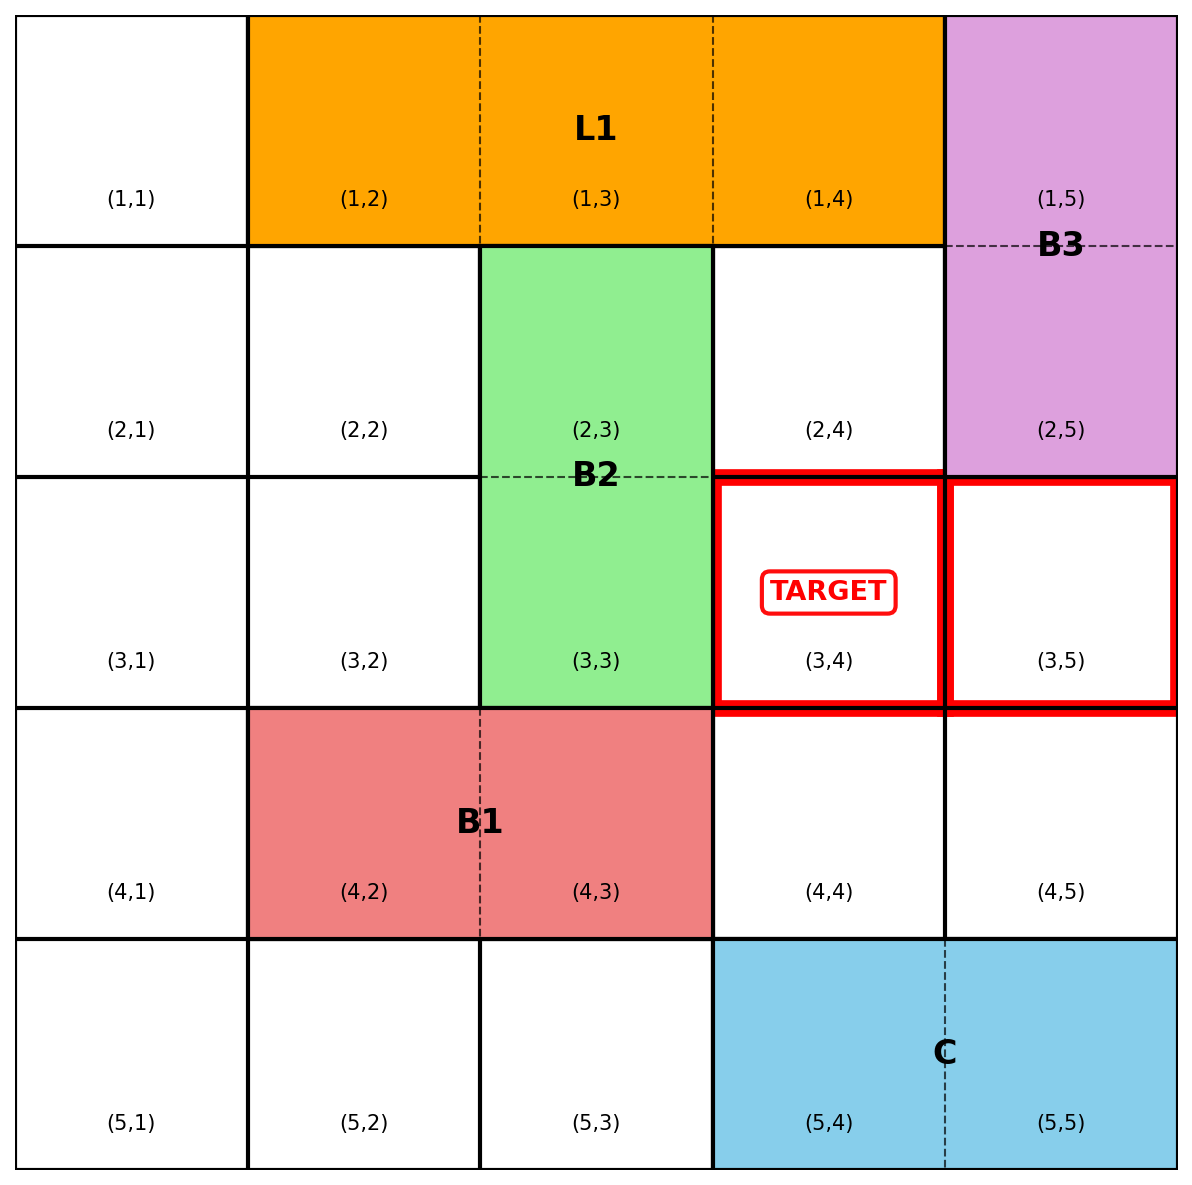 L1
(1,1) (1,2) (1,3) (1,4) (1,5)
B3
(2,1) (2,2) (2,3) (2,4) (2,5)
B2
TARGET
(3,1) (3,2) (3,3) (3,4) (3,5)
B1
(4,1) (4,2) (4,3) (4,4) (4,5)
C
(5,1) (5,2) (5,3) (5,4) (5,5)